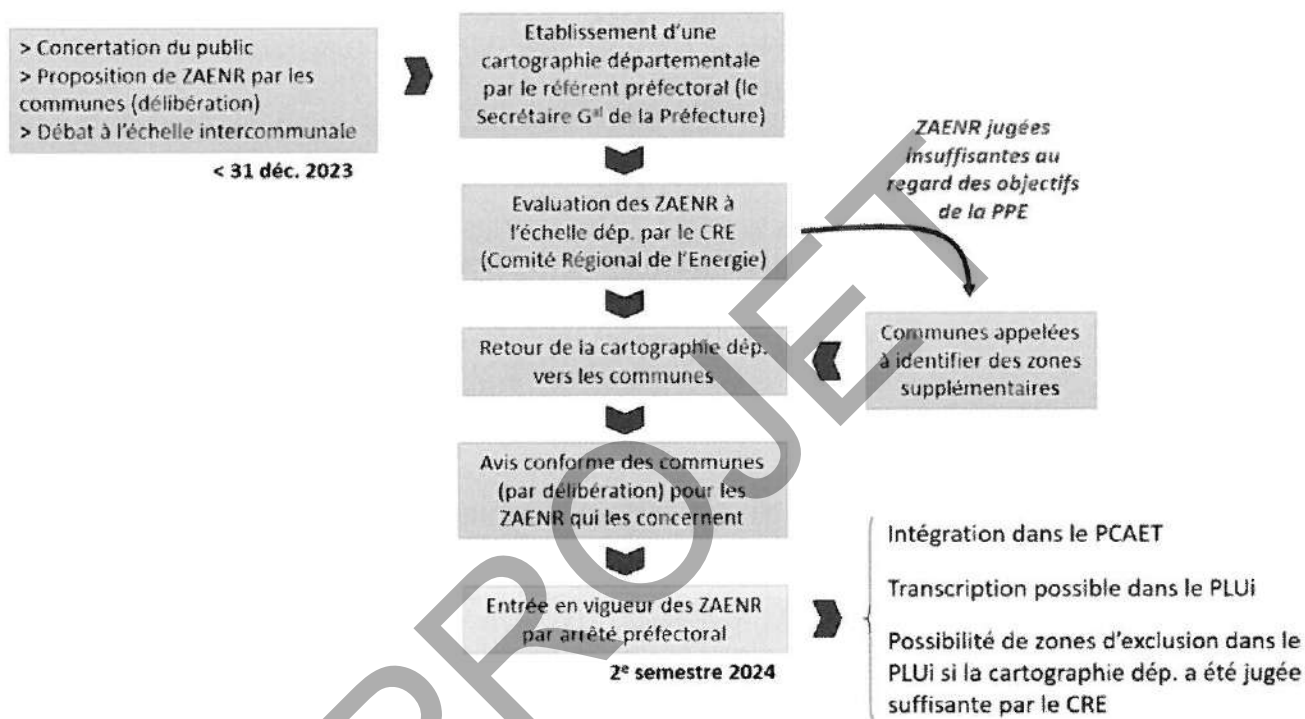 > Concertation du public
> Proposition de ZAENR par les
communes (délibération)
> Débat à l'échelle intercommunale
< 31 déc. 2023
Etablissement d'une
cartographie départementale
par le référent préfectoral (le
Secrétaire Gal de la Préfecture)
Evaluation des ZAENR à
l'échelle dép. par le CRE
(Comité Régional de l'Energie)
ZAENR jugées
insuffisantes au
regard des objectifs
de la PPE
Communes appelées
à identifier des zones
supplémentaires
Retour de la cartographie dép.
vers les communes
Avis conforme des communes
(par délibération) pour les
ZAENR qui les concernent
Entrée en vigueur des ZAENR
par arrêté préfectoral
2e semestre 2024
Intégration dans le PCAET
Transcription possible dans le PLUi
Possibilité de zones d'exclusion dans le
PLUi si la cartographie dép. a été jugée
suffisante par le CRE
PROJET